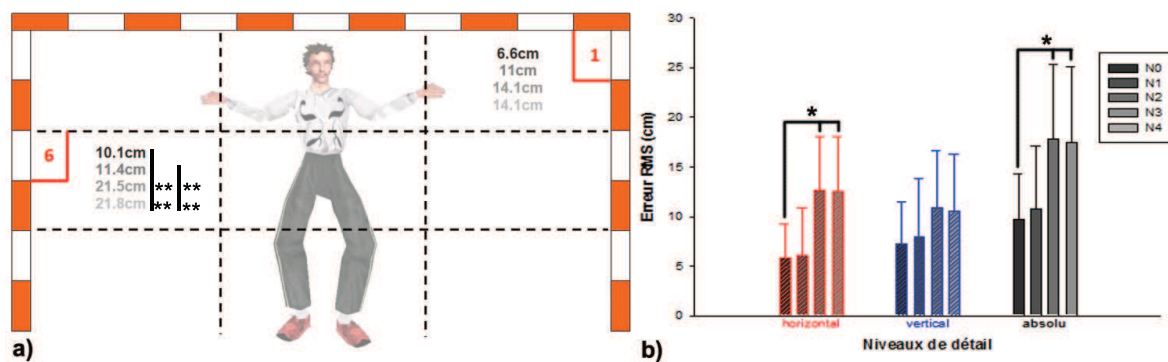 6.6cm
11cm
14.1cm
14.1cm
1
6
10.1cm
11.4cm
21.5cm **
** 
21.8cm ** **
a)
b)
Erreur RMS (cm)
30
25
20
15
10
5
0
*
*
N0
N1
N2
N3
N4
horizontal
vertical
absolu
Niveaux de détail